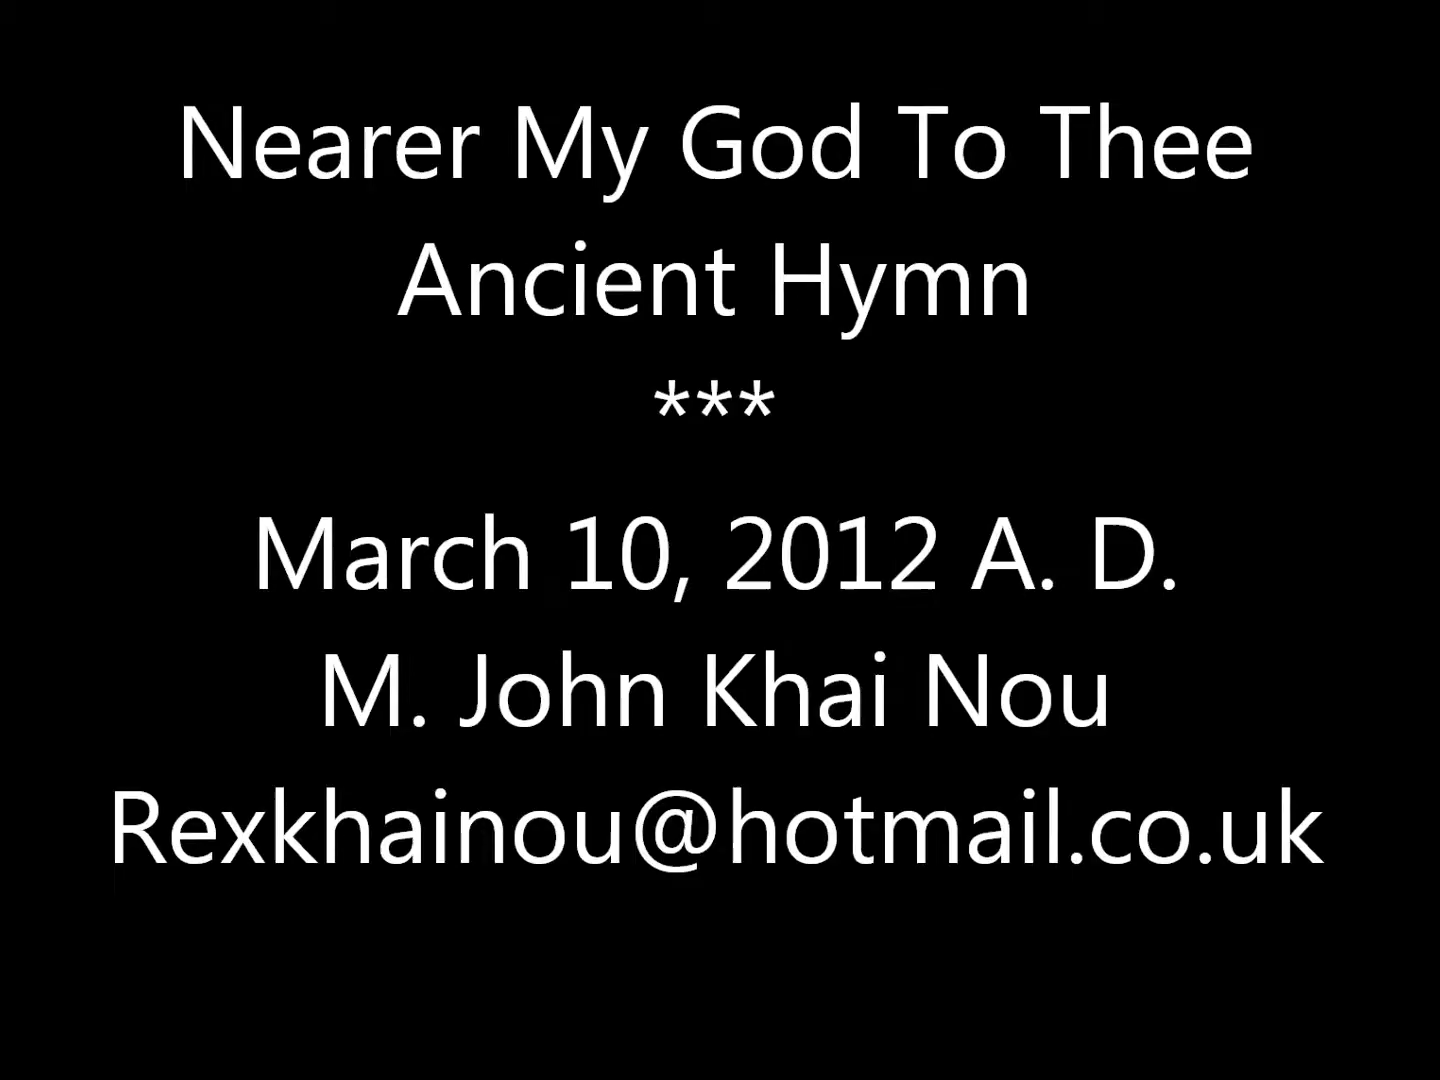 Nearer My God To Thee
Ancient Hymn
***
March 10, 2012 A. D.
M. John Khai Nou
Rexkhainou@hotmail.co.uk